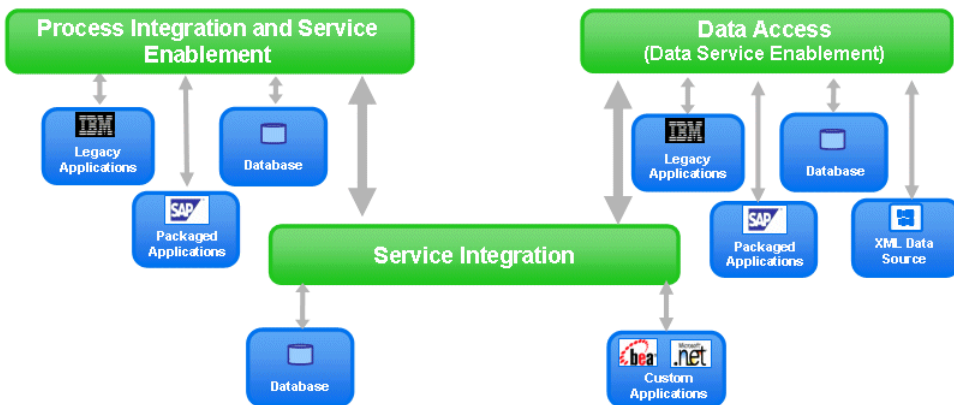 Process Integration and Service
Enablement
Data Access
(Data Service Enablement)
IBM
Legacy
Applications
Database
SAP
Packaged
Applications
IBM
Legacy
Applications
Database
SAP
Packaged
Applications
XML Data
Source
Service Integration
Database
bea
Microsoft
.net
Custom
Applications